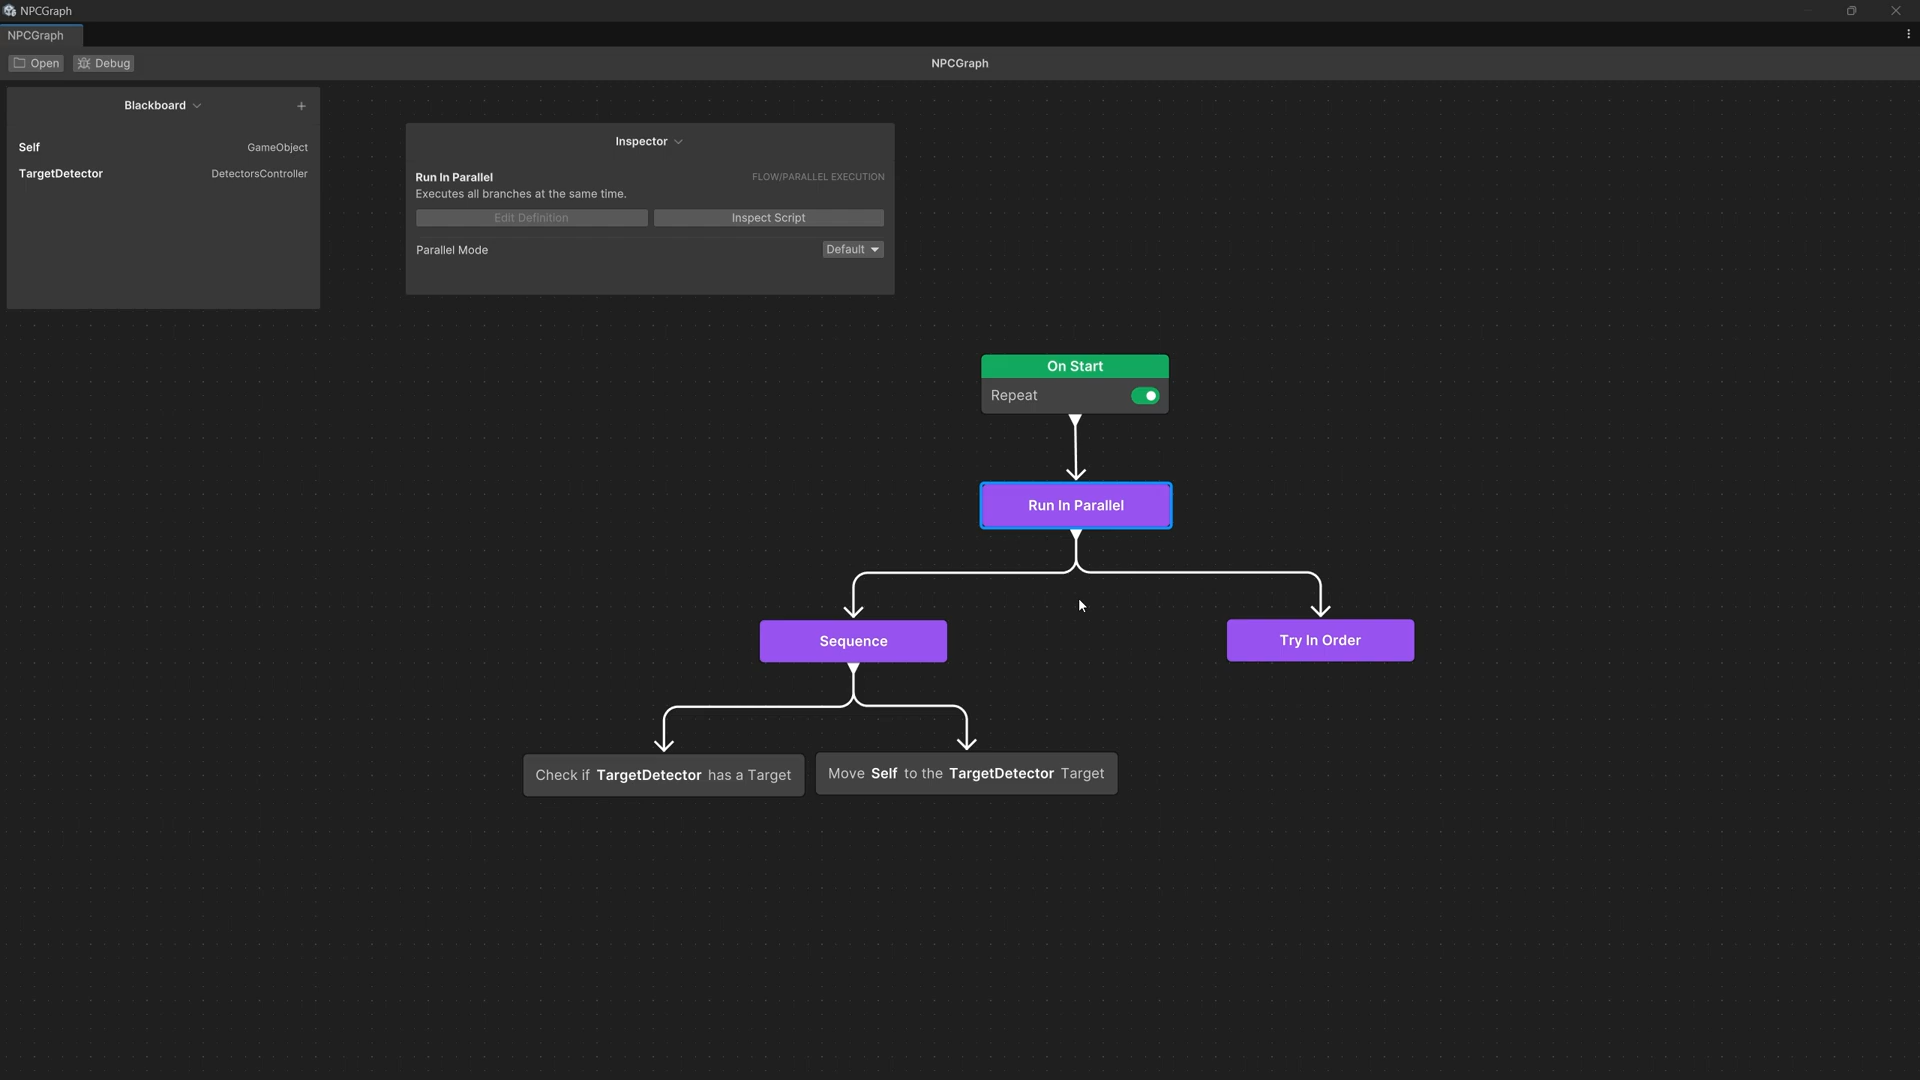 NPCGraph
NPCGraph
Open Debug NPCGraph
Blackboard
Self GameObject
TargetDetector DetectorsController
Inspector
Run In Parallel FLOW/PARALLEL EXECUTION
Executes all branches at the same time.
Edit Definition Inspect Script
Parallel Mode Default
On Start
Repeat
Run In Parallel
Sequence
Try In Order
Check if TargetDetector has a Target
Move Self to the TargetDetector Target